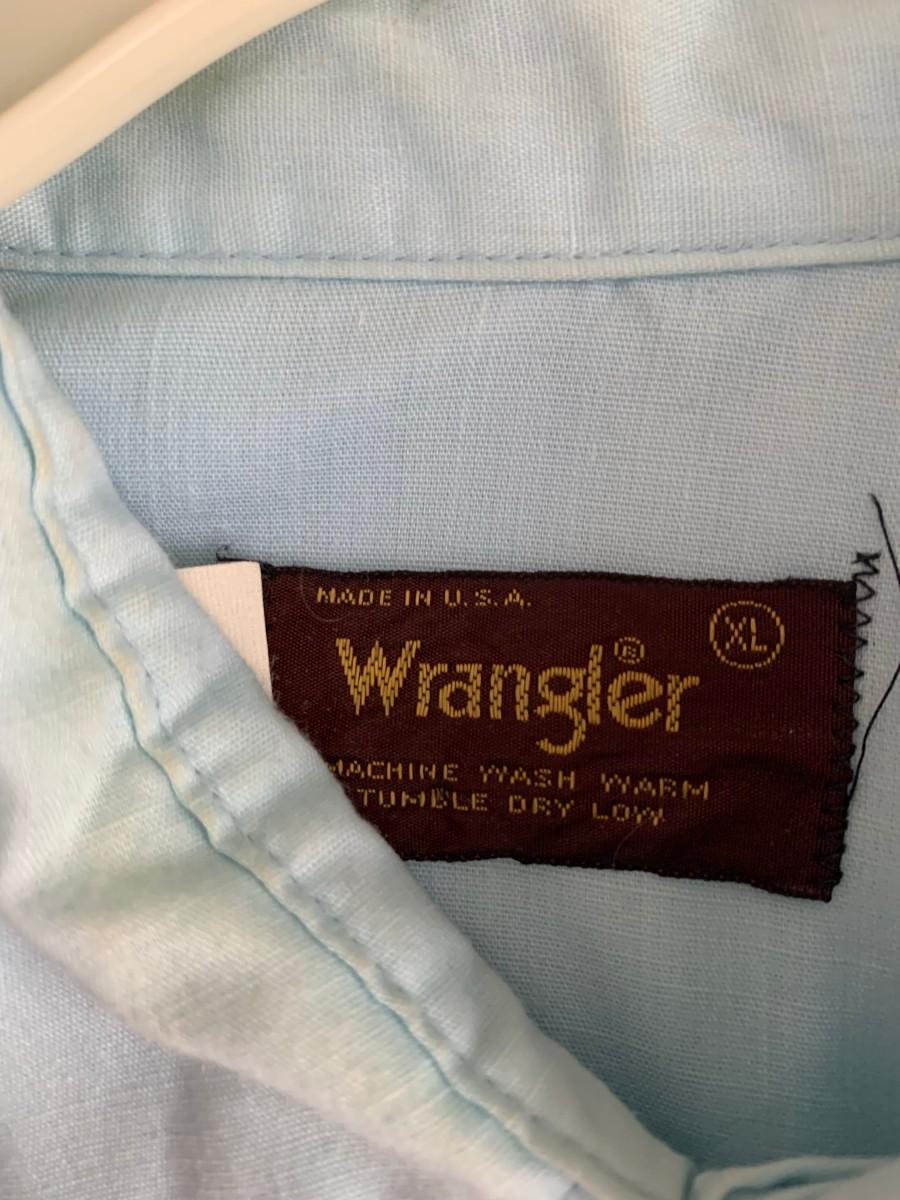 MADE IN U.S.A.
XL
Wrangler®
MACHINE WASH WARM
TUMBLE DRY LOW